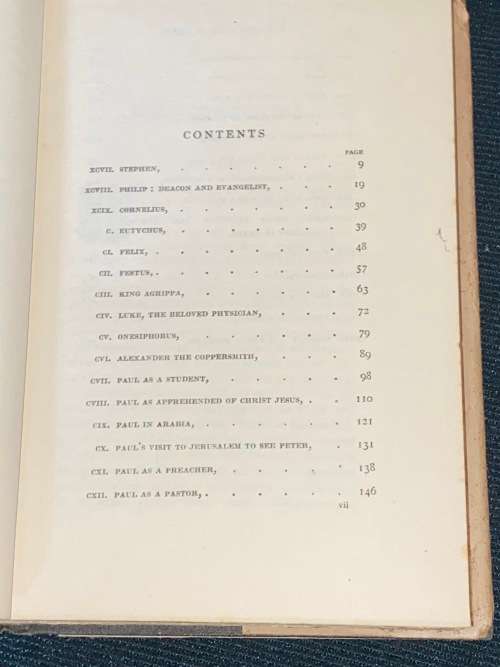 CONTENTS
PAGE
XCVII. STEPHEN, . . . . . . . 9
XCVIII. PHILIP : DEACON AND EVANGELIST, . . . 19
XCIX. CORNELIUS, . . . . . . . 30
C. EUTYCHUS, . . . . . . . 39
CI. FELIX, . . . . . . . . 48
CII. FESTUS, . . . . . . . . 57
CIII. KING AGRIPPA, . . . . . . 63
CIV. LUKE, THE BELOVED PHYSICIAN, . . . 72
CV. ONESIPHORUS, . . . . . . 79
CVI. ALEXANDER THE COPPERSMITH, . . . 89
CVII. PAUL AS A STUDENT, . . . . . 98
CVIII. PAUL AS APPREHENDED OF CHRIST JESUS, . . 110
CIX. PAUL IN ARABIA, . . . . . . 121
CX. PAUL'S VISIT TO JERUSALEM TO SEE PETER, . 131
CXI. PAUL AS A PREACHER, . . . . . 138
CXII. PAUL AS A PASTOR, . . . . . . 146
vii